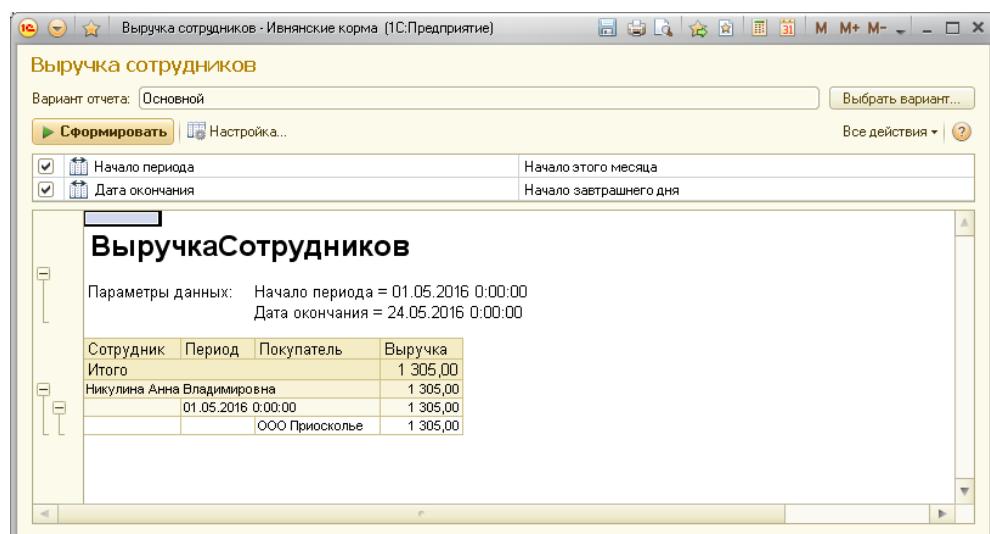 Выручка сотрудников - Ивнянские корма (1С:Предприятие) M M+ M-
Выручка сотрудников
Вариант отчета: Основной Выбрать вариант...
Сформировать Настройка... Все действия
Начало периода Начало этого месяца
Дата окончания Начало завтрашнего дня
ВыручкаСотрудников
Параметры данных: Начало периода = 01.05.2016 0:00:00
Дата окончания = 24.05.2016 0:00:00
Сотрудник Период Покупатель Выручка
Итого 1 305,00
Никулина Анна Владимировна 1 305,00
01.05.2016 0:00:00 1 305,00
ООО Приосколье 1 305,00